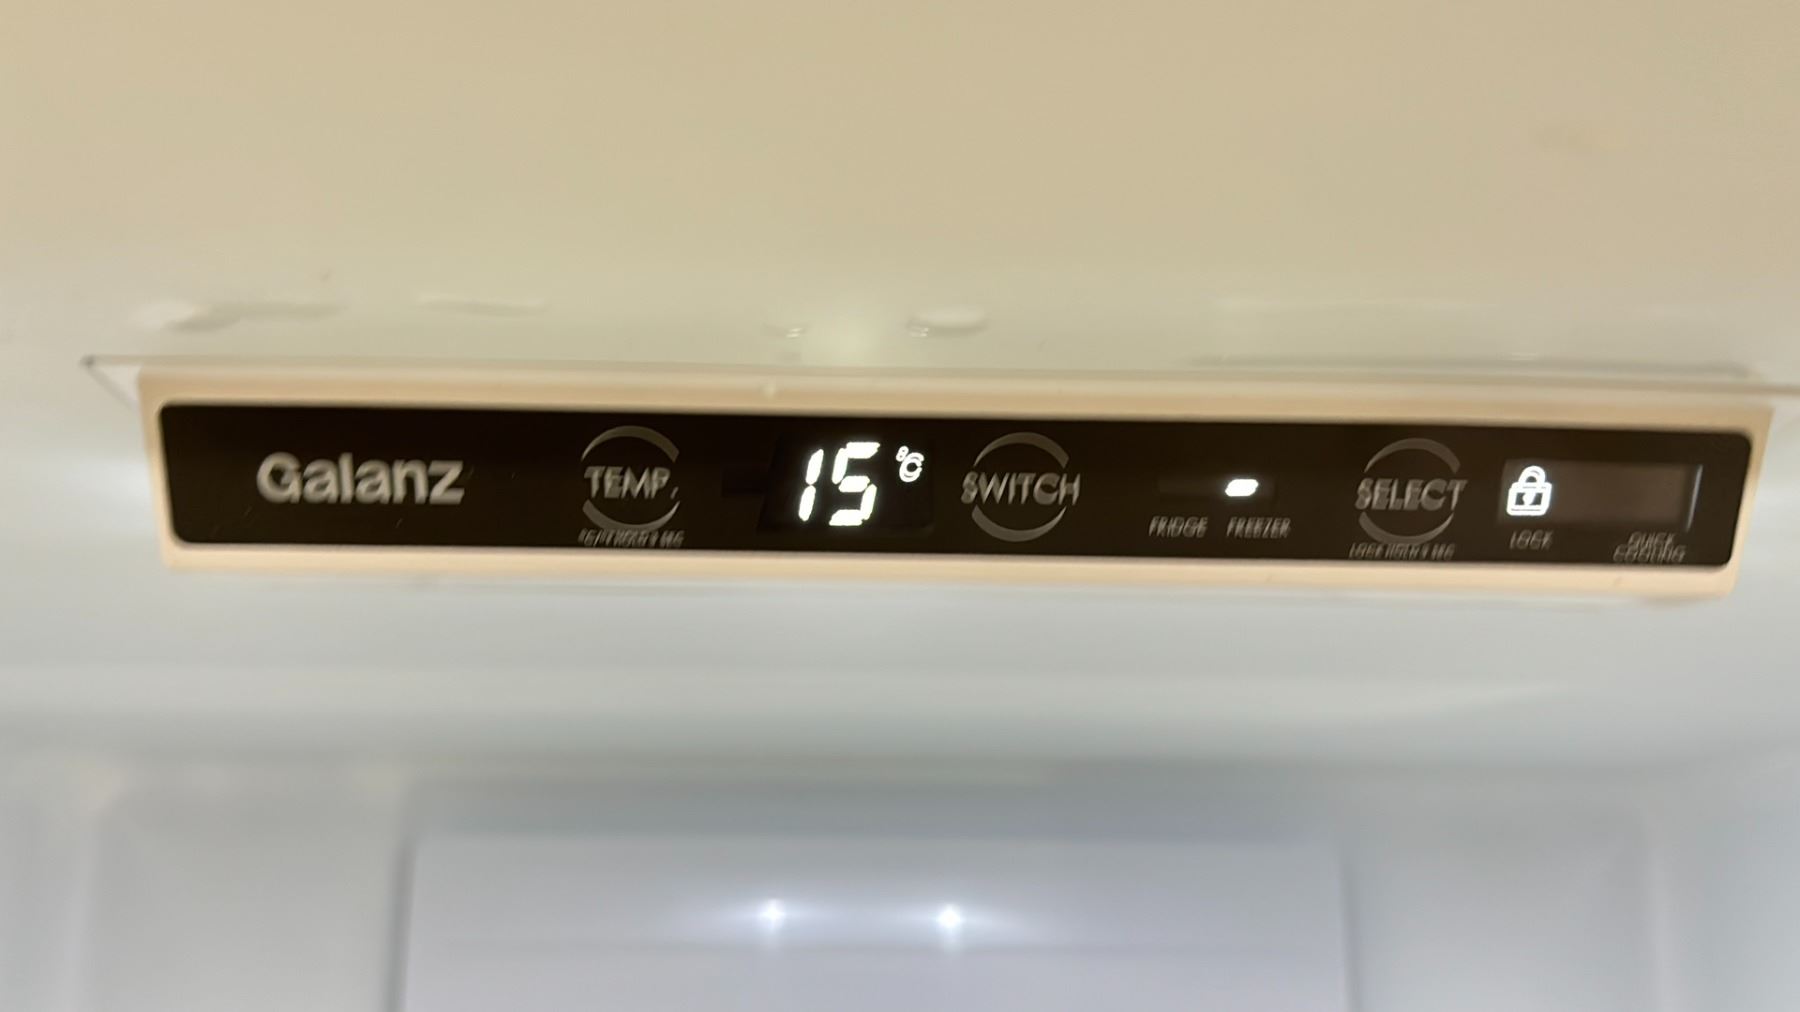 Galanz
TEMP.
15 °C
SWITCH
FRIDGE FREEZER
SELECT
LOCK
QUICK
COOLING